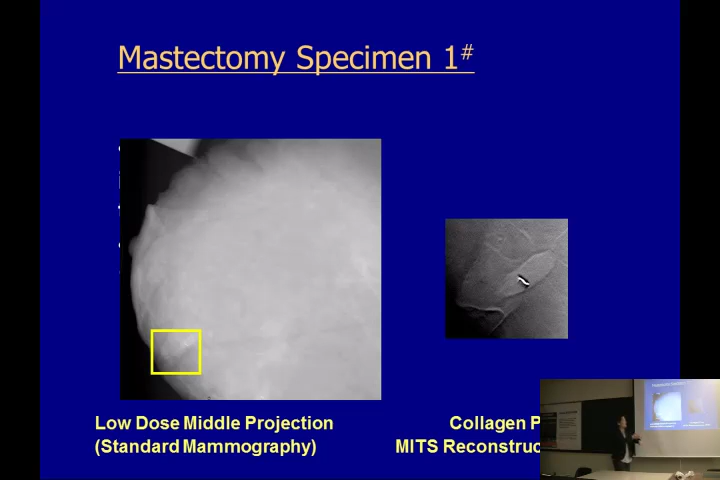 Mastectomy Specimen 1#
Low Dose Middle Projection
(Standard Mammography)
Collagen P
MITS Reconstruc